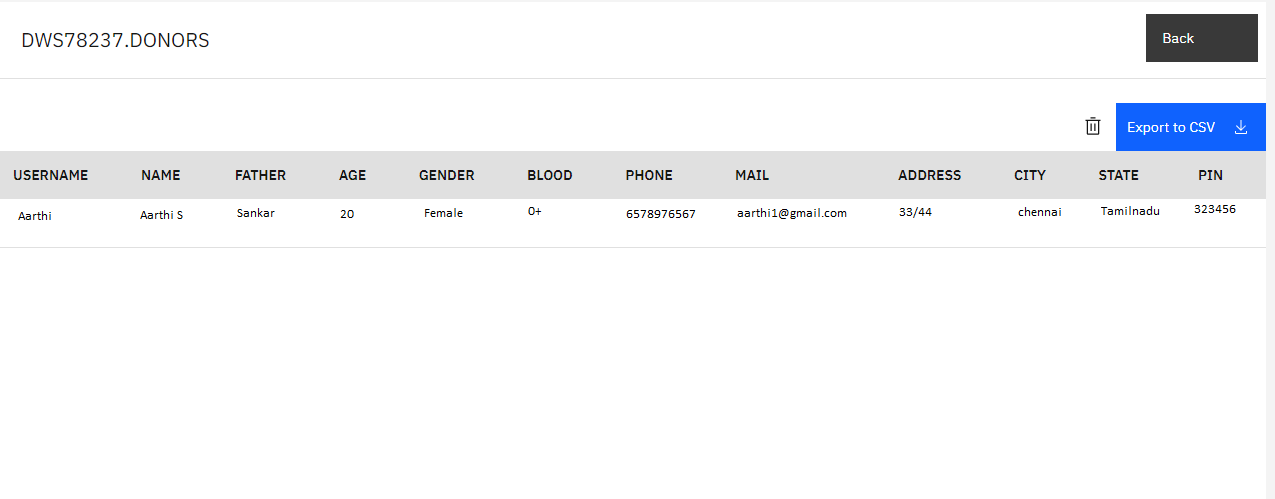 DWS78237.DONORS
Back
Export to CSV
USERNAME NAME FATHER AGE GENDER BLOOD PHONE MAIL ADDRESS CITY STATE PIN
Aarthi Aarthi S Sankar 20 Female 0+ 6578976567 aarthi1@gmail.com 33/44 chennai Tamilnadu 323456